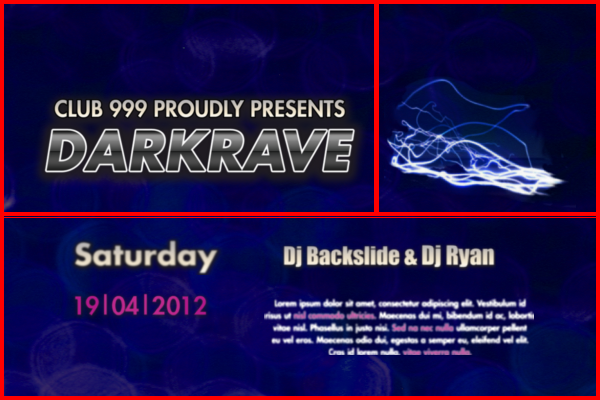 CLUB 999 PROUDLY PRESENTS
DARKRAVE
Saturday
19|04|2012
Dj Backslide & Dj Ryan
Lorem ipsum dolor sit amet, consectetur adipiscing elit. Vestibulum id
risus ut nisl commodo ultricies. Maecenas dui mi, bibendum id ac, lobortis
vitae nisl. Phasellus in justo nisi. Sed na nec nulla ullamcorper pellent
eu vel eros. Maecenas odio dui, egestas a semper eu, eleifend vel elit.
Cras id lorem nulla, vitae viverra nulla.